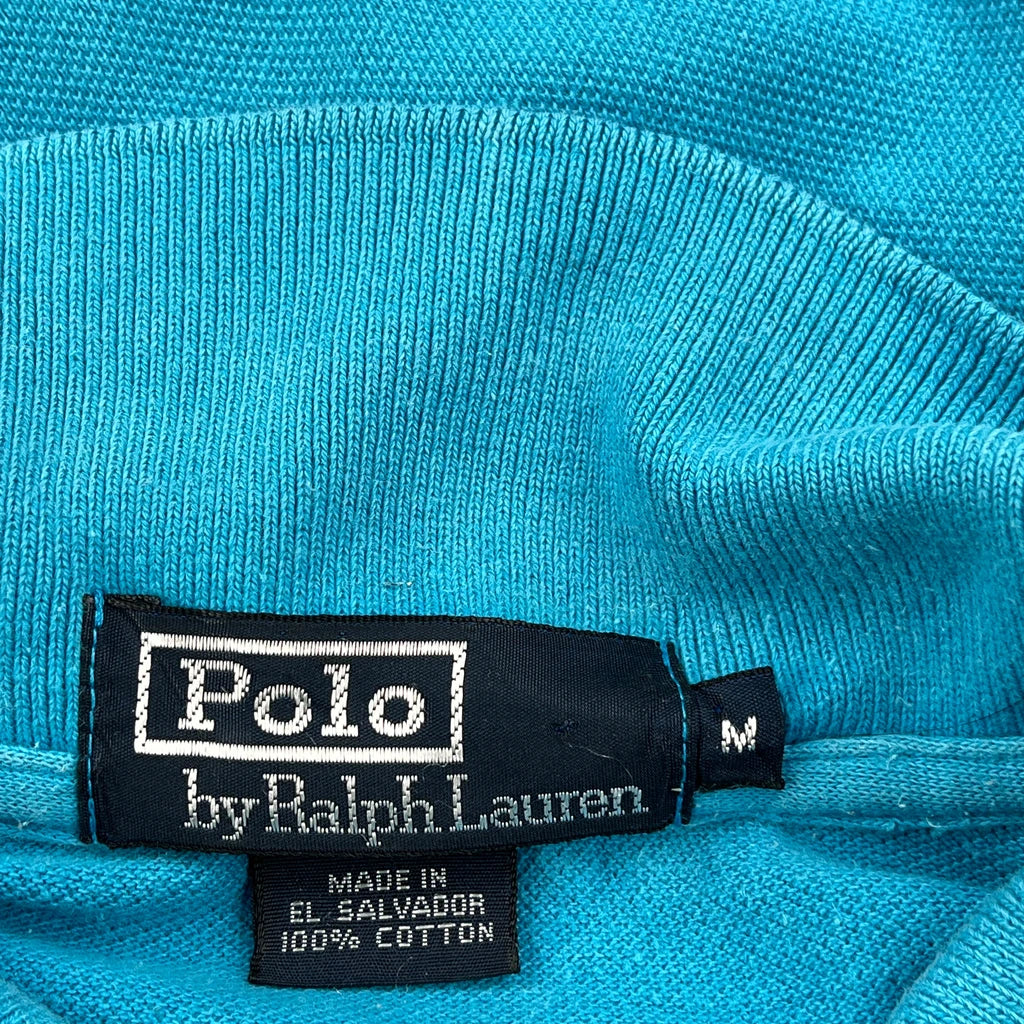 Polo
by Ralph Lauren
M
MADE IN
EL SALVADOR
100% COTTON